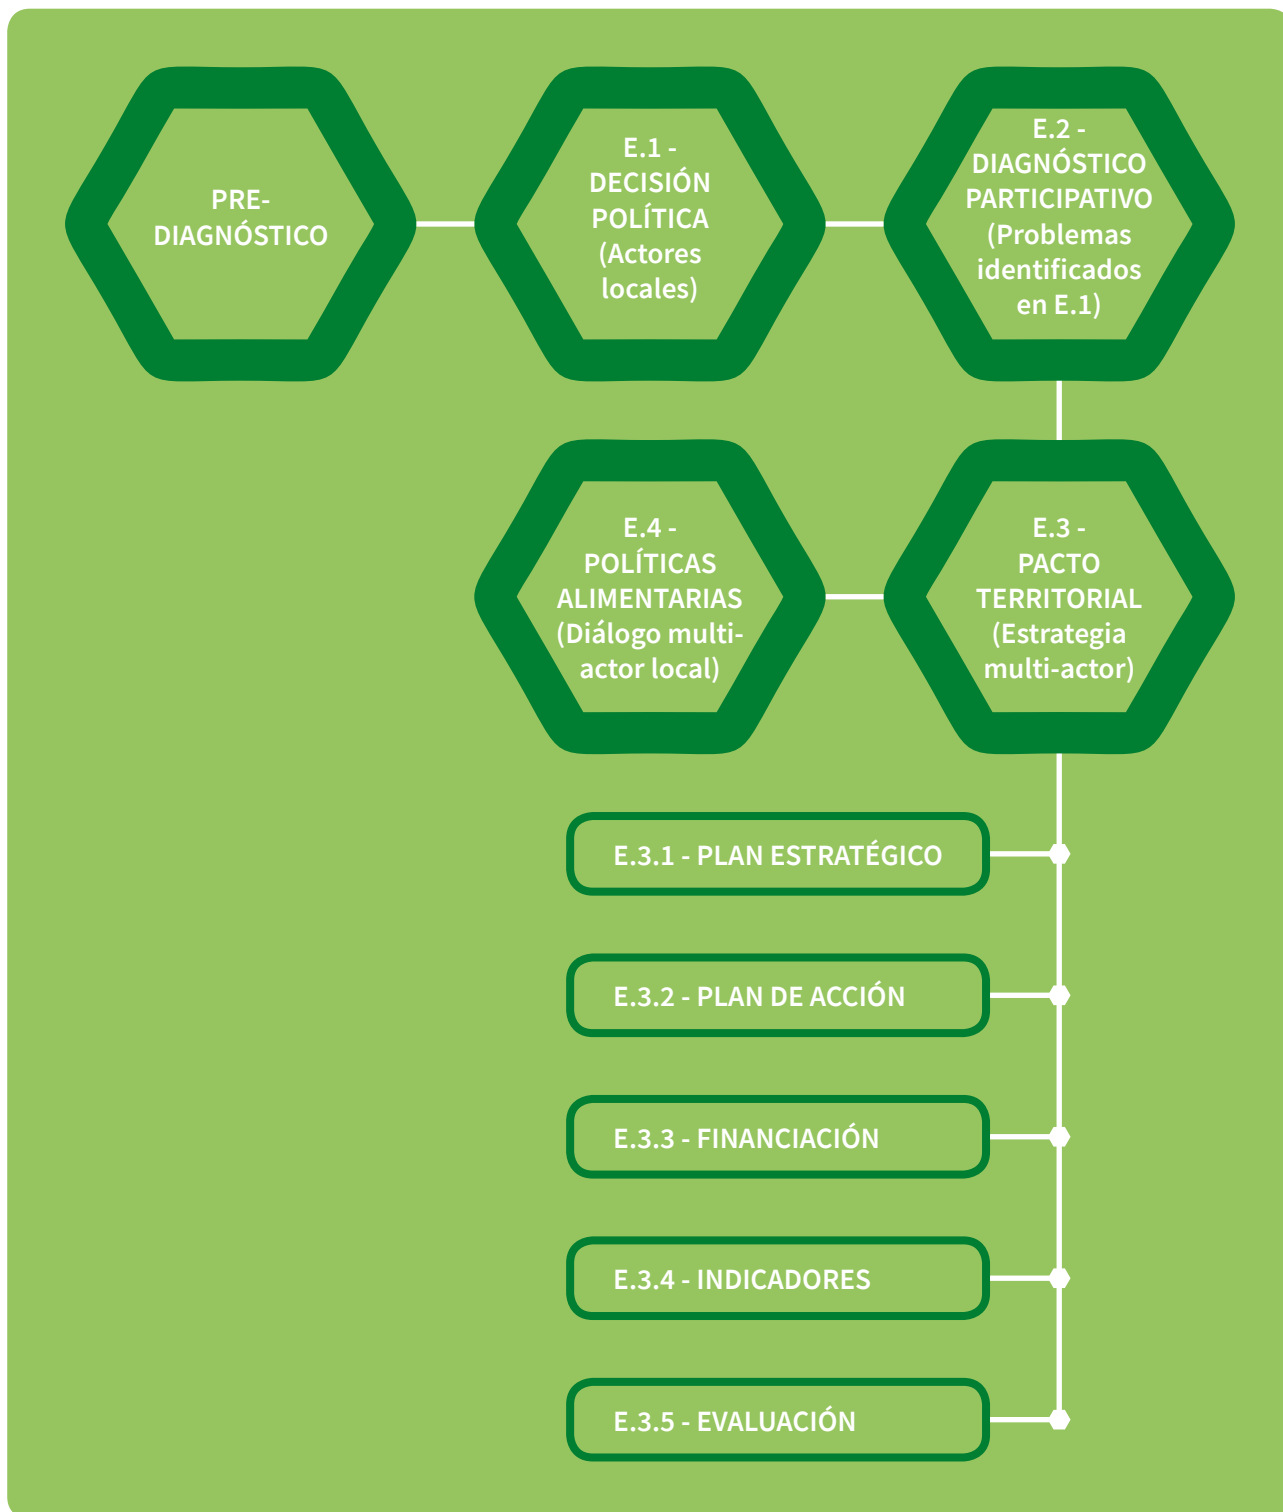 PRE-
DIAGNÓSTICO
E.1 -
DECISIÓN
POLÍTICA
(Actores
locales)
E.2 -
DIAGNÓSTICO
PARTICIPATIVO
(Problemas
identificados
en E.1)
E.4 -
POLÍTICAS
ALIMENTARIAS
(Diálogo multi-
actor local)
E.3 -
PACTO
TERRITORIAL
(Estrategia
multi-actor)
E.3.1 - PLAN ESTRATÉGICO
E.3.2 - PLAN DE ACCIÓN
E.3.3 - FINANCIACIÓN
E.3.4 - INDICADORES
E.3.5 - EVALUACIÓN